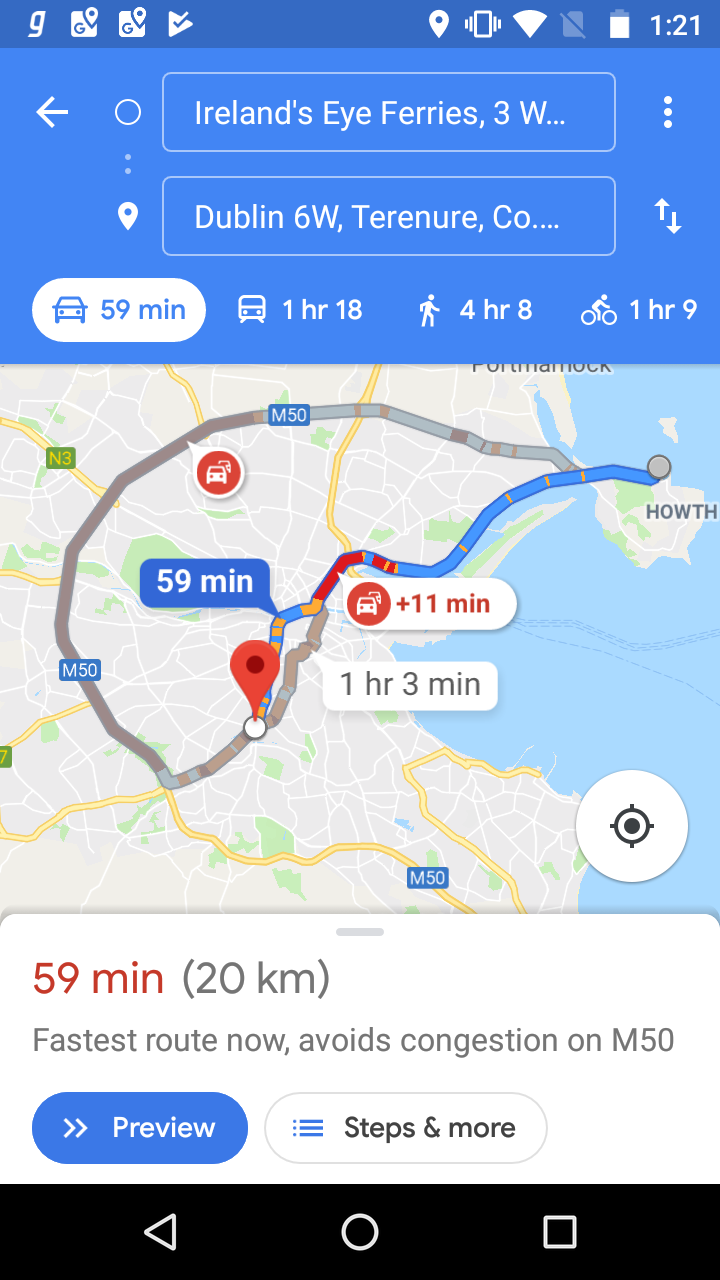 1:21
Ireland's Eye Ferries, 3 W...
Dublin 6W, Terenure, Co....
59 min
1 hr 18
4 hr 8
1 hr 9
Portmarnock
M50
N3
HOWTH
59 min
+11 min
M50
1 hr 3 min
7
M50
59 min (20 km)
Fastest route now, avoids congestion on M50
Preview
Steps & more